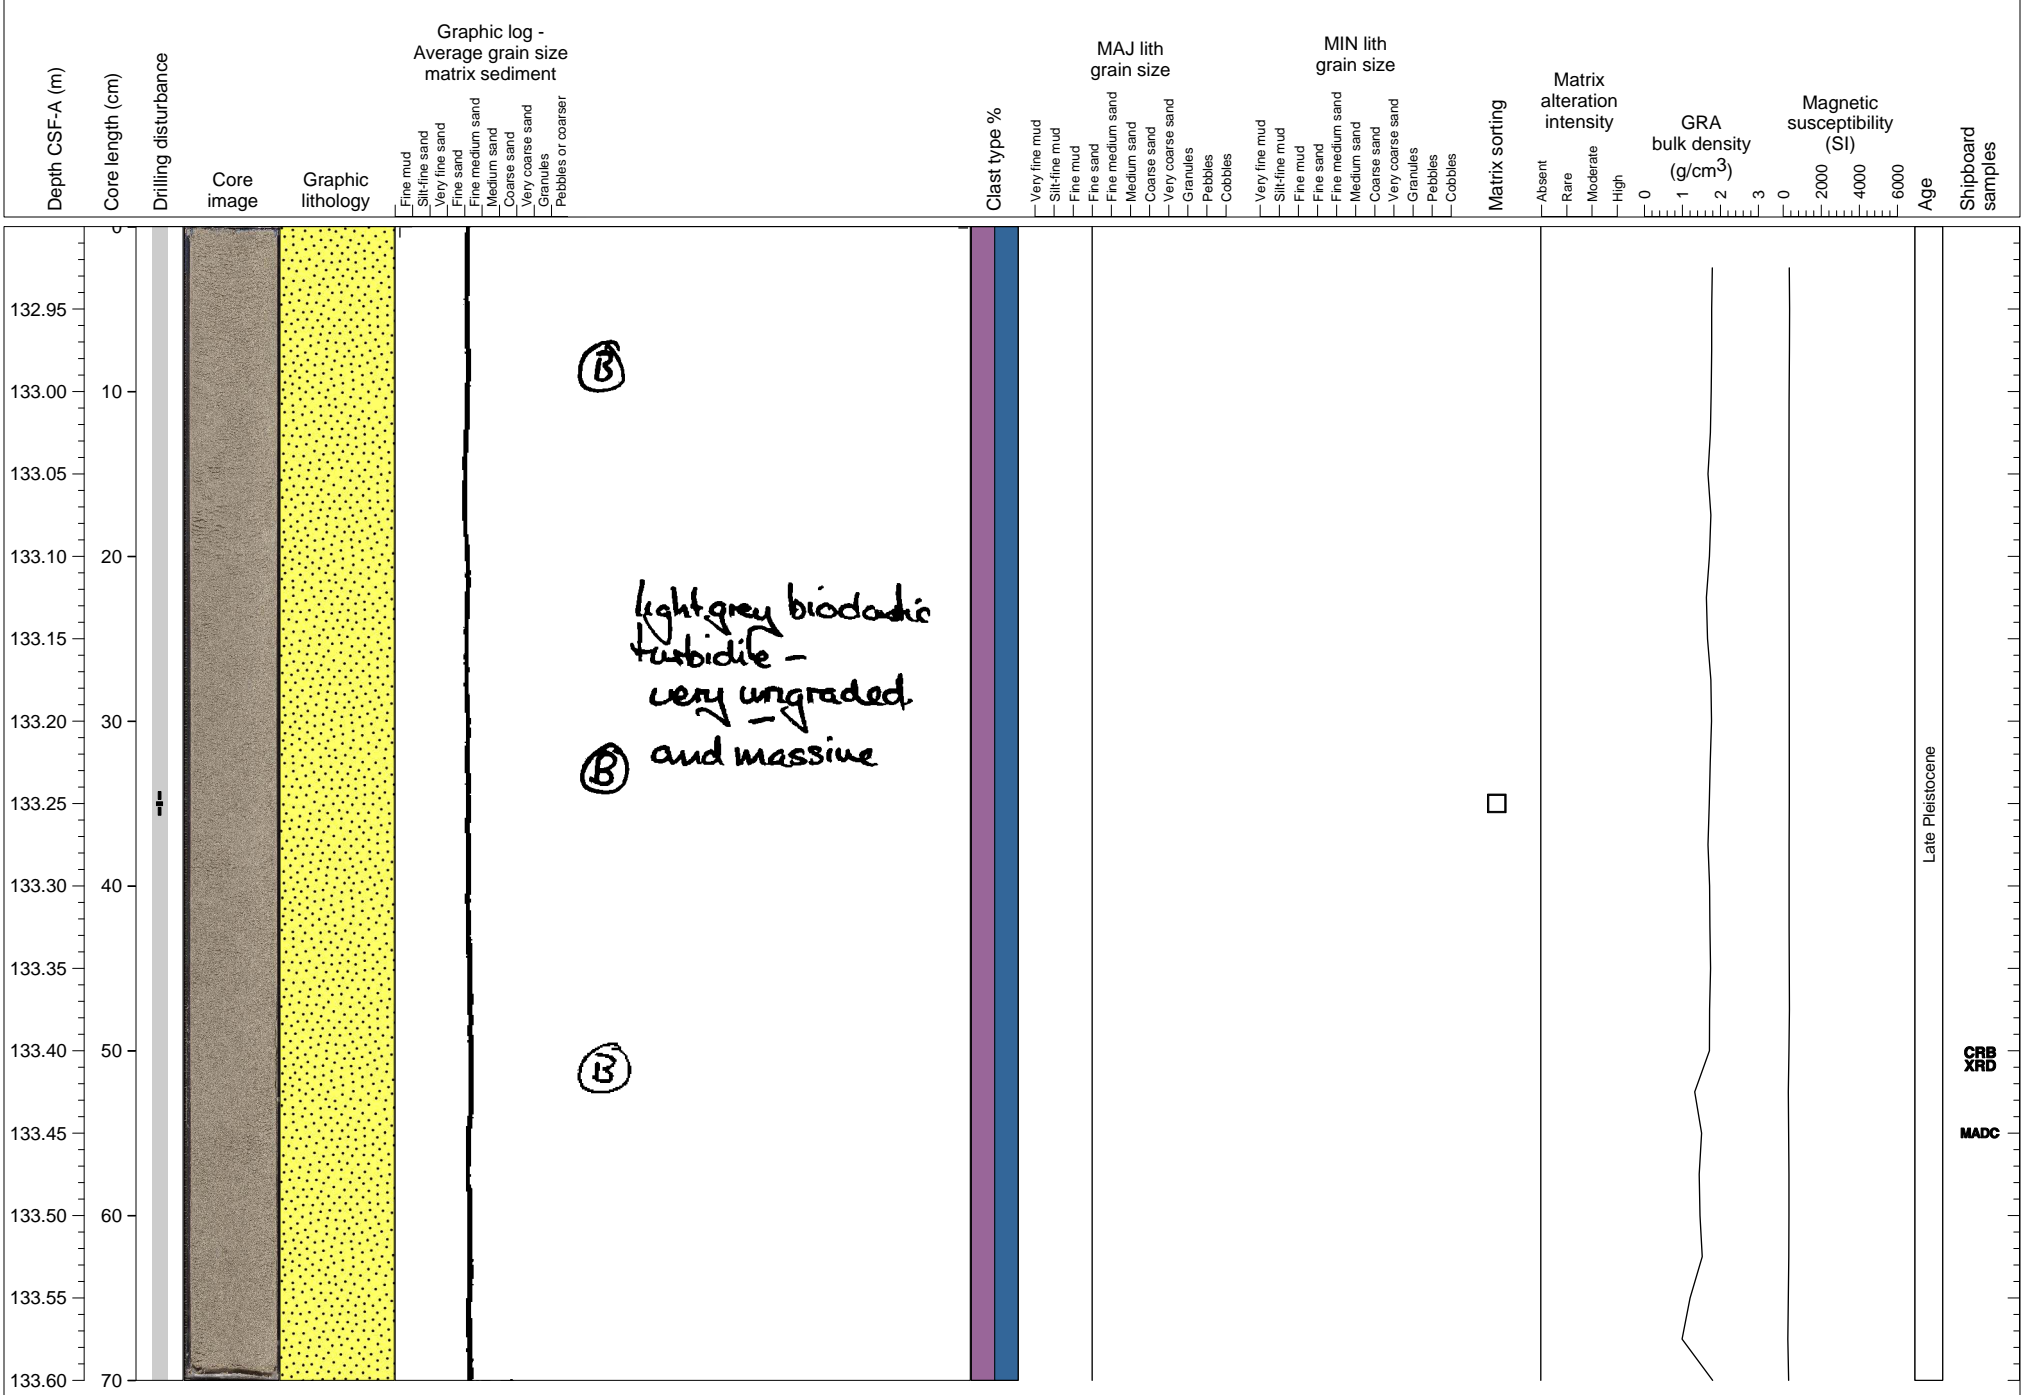 Depth CSF-A (m)
Core length (cm)
Drilling disturbance
Core
image
Graphic
lithology
Graphic log -
Average grain size
matrix sediment
Fine mud
Silt-fine sand
Very fine sand
Fine sand
Fine medium sand
Medium sand
Coarse sand
Very coarse sand
Granules
Pebbles or coarser
Clast type %
MAJ lith
grain size
Very fine mud
Silt-fine mud
Fine mud
Fine sand
Fine medium sand
Medium sand
Coarse sand
Very coarse sand
Granules
Pebbles
Cobbles
MIN lith
grain size
Very fine mud
Silt-fine mud
Fine mud
Fine sand
Fine medium sand
Medium sand
Coarse sand
Very coarse sand
Granules
Pebbles
Cobbles
Matrix sorting
Matrix
alteration
intensity
Absent
Rare
Moderate
High
GRA
bulk density
(g/cm3)
0 1 2 3
Magnetic
susceptibility
(SI)
0 2000 4000 6000
Age
Shipboard
samples
0
132.95
B
133.00 10
133.05
133.10 20
light grey bioclastic
133.15
turbidite -
very ungraded
133.20 30
and massive
B
133.25
Late Pleistocene
133.30 40
133.35
133.40 50
B
CRB
XRD
133.45
MADC
133.50 60
133.55
133.60 70